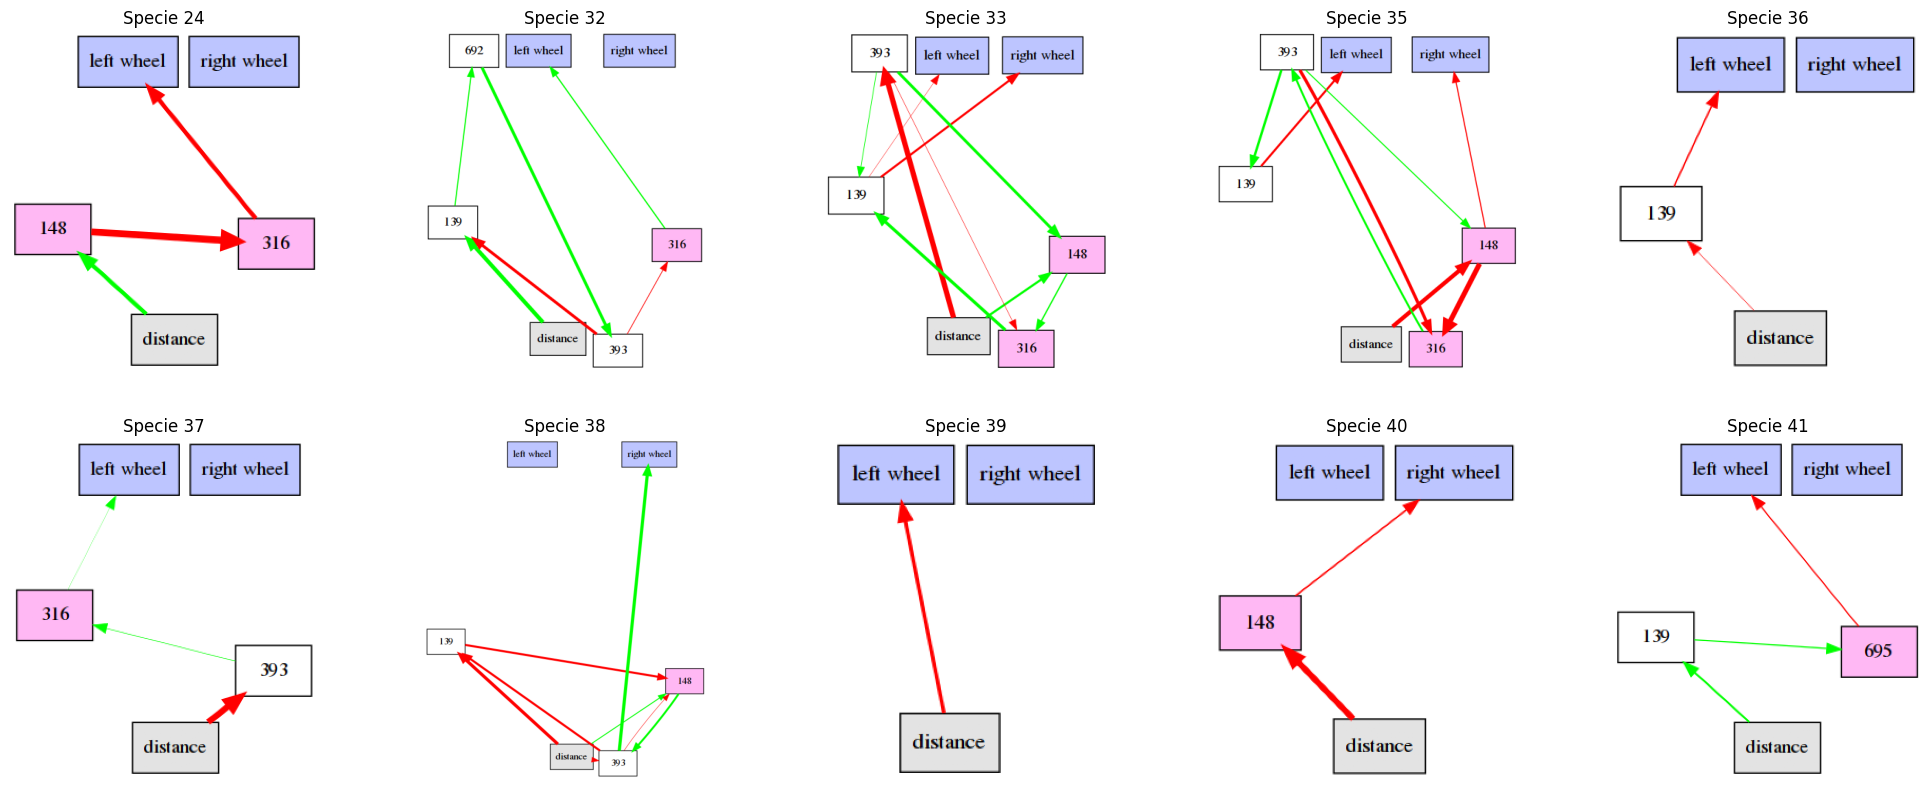 Specie 24
left wheel
right wheel
148
316
distance
Specie 32
692
left wheel
right wheel
139
316
distance
393
Specie 33
393
left wheel
right wheel
139
148
distance
316
Specie 35
393
left wheel
right wheel
139
148
distance
316
Specie 36
left wheel
right wheel
139
distance
Specie 37
left wheel
right wheel
316
393
distance
Specie 38
left wheel
right wheel
139
148
distance
393
Specie 39
left wheel
right wheel
distance
Specie 40
left wheel
right wheel
148
distance
Specie 41
left wheel
right wheel
139
695
distance